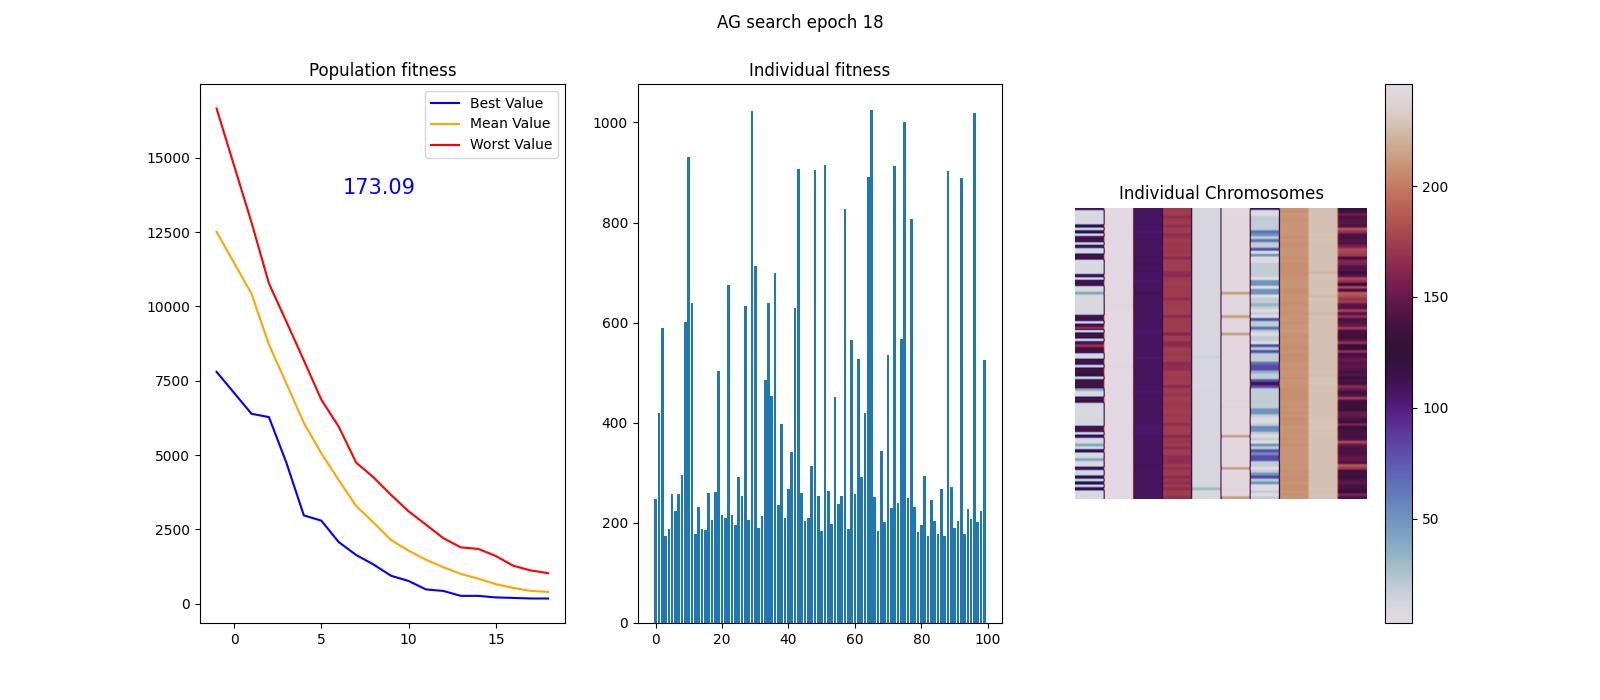 AG search epoch 18
Population fitness
15000
12500
10000
7500
5000
2500
0
0 5 10 15
Best Value
Mean Value
Worst Value
173.09
Individual fitness
1000
800
600
400
200
0
0 20 40 60 80 100
Individual Chromosomes
200
150
100
50